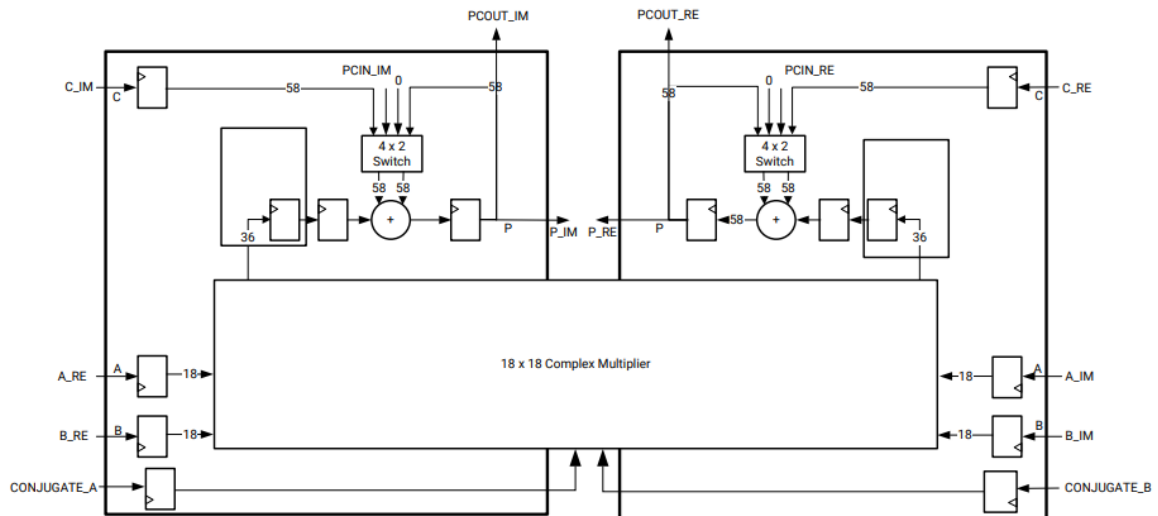 PCOUT_IM
PCOUT_RE
PCIN_IM
PCIN_RE
C_IM
C
58
0
58
58
0
58
C
C_RE
4 x 2
Switch
4 x 2
Switch
58
58
58
58
+
P
P_IM
P_RE
P
58
+
36
36
18 x 18 Complex Multiplier
A_RE
A
18
18
A
A_IM
B_RE
B
18
18
B
B_IM
CONJUGATE_A
CONJUGATE_B